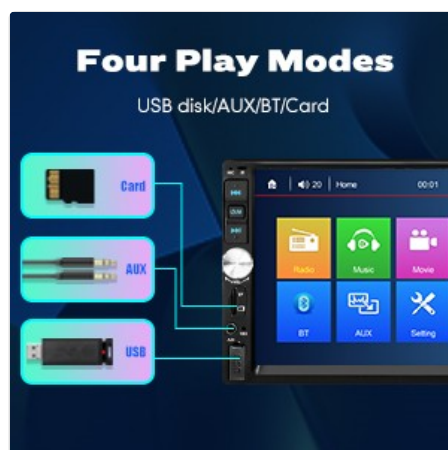 Four Play Modes
USB disk/AUX/BT/Card
Card
AUX
USB
20 Home 00:01
Radio Music Movie
BT AUX Setting